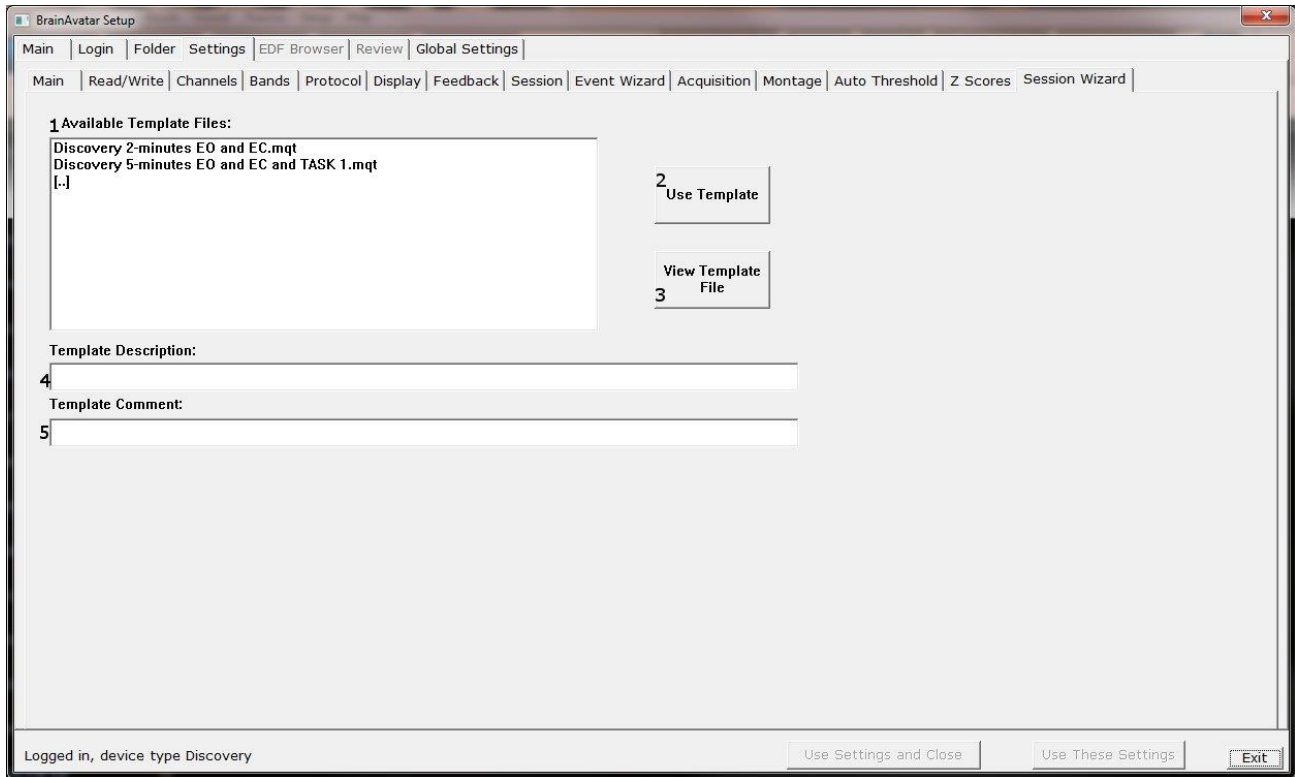 BrainAvatar Setup
Main Login Folder Settings EDF Browser Review Global Settings
Main Read/Write Channels Bands Protocol Display Feedback Session Event Wizard Acquisition Montage Auto Threshold Z Scores Session Wizard
1 Available Template Files:
Discovery 2-minutes EO and EC.mqt
Discovery 5-minutes EO and EC and TASK 1.mqt
[..]
2
Use Template
View Template
File
3
Template Description:
4
Template Comment:
5
Logged in, device type Discovery
Use Settings and Close
Use These Settings
Exit